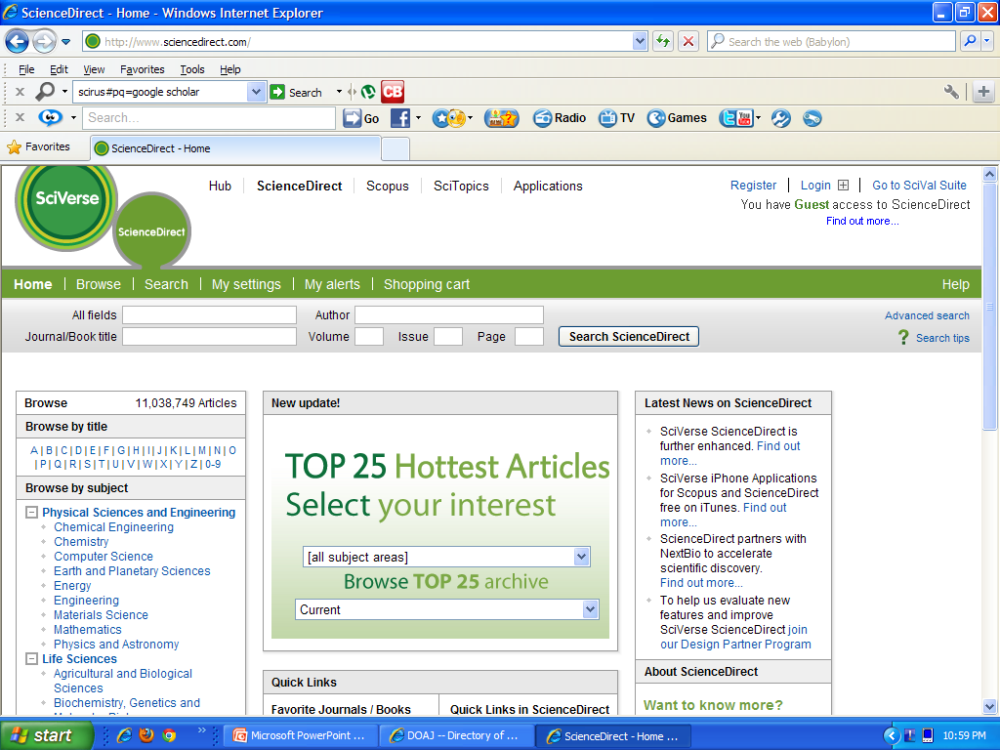 ScienceDirect - Home - Windows Internet Explorer
http://www.sciencedirect.com/
Search the web (Babylon)
File Edit View Favorites Tools Help
scirus#pq=google scholar Search CB
Search... Go Radio TV Games
Favorites ScienceDirect - Home
SciVerse
ScienceDirect
Hub ScienceDirect Scopus SciTopics Applications
Register Login Go to SciVal Suite
You have Guest access to ScienceDirect
Find out more...
Home Browse Search My settings My alerts Shopping cart Help
All fields Author Advanced search
Journal/Book title Volume Issue Page Search ScienceDirect ? Search tips
Browse 11,038,749 Articles
Browse by title
A | B | C | D | E | F | G | H | I | J | K | L | M | N | O
| P | Q | R | S | T | U | V | W | X | Y | Z | 0-9
Browse by subject
Physical Sciences and Engineering
Chemical Engineering
Chemistry
Computer Science
Earth and Planetary Sciences
Energy
Engineering
Materials Science
Mathematics
Physics and Astronomy
Life Sciences
Agricultural and Biological
Sciences
Biochemistry, Genetics and
New update!
TOP 25 Hottest Articles
Select your interest
[all subject areas]
Browse TOP 25 archive
Current
Quick Links
Favorite Journals / Books Quick Links in ScienceDirect
Latest News on ScienceDirect
SciVerse ScienceDirect is
further enhanced. Find out
more...
SciVerse iPhone Applications
for Scopus and ScienceDirect
free on iTunes. Find out
more...
ScienceDirect partners with
NextBio to accelerate
scientific discovery.
Find out more...
To help us evaluate new
features and improve
SciVerse ScienceDirect join
our Design Partner Program
About ScienceDirect
Want to know more?
start Microsoft PowerPoint ... DOAJ -- Directory of ... ScienceDirect - Home ... 10:59 PM